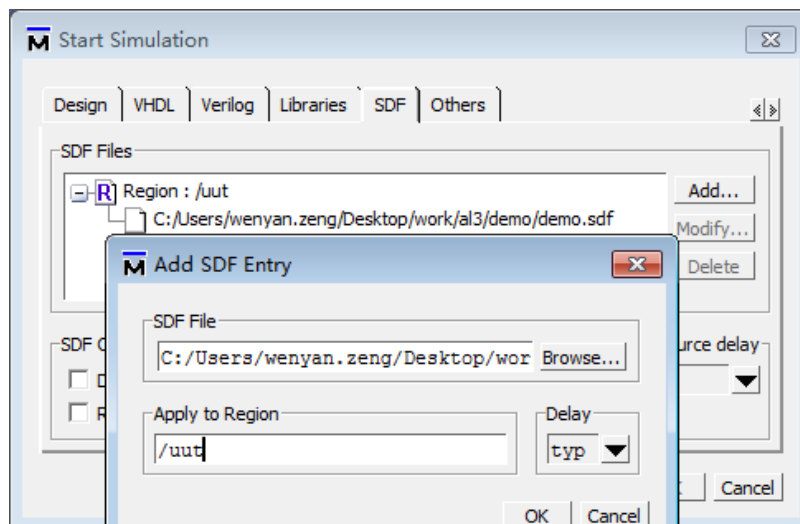 Start Simulation
Design VHDL Verilog Libraries SDF Others
SDF Files
Region : /uut
C:/Users/wenyan.zeng/Desktop/work/al3/demo/demo.sdf
Add...
Modify...
Delete
Add SDF Entry
SDF File
C:/Users/wenyan.zeng/Desktop/wor
Browse...
Apply to Region
/uut
Delay
typ
OK Cancel
SDF
delay
Cancel